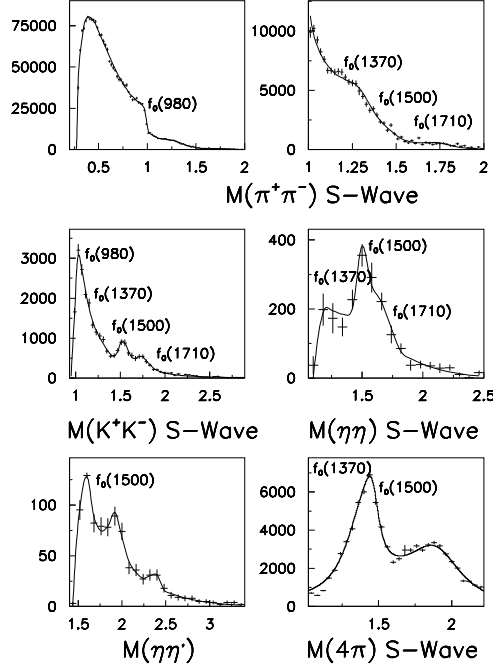 75000
50000
25000
0
f₀(980)
0.5
1
1.5
2
10000
7500
5000
2500
0
f₀(1370)
f₀(1500)
f₀(1710)
1
1.25
1.5
1.75
2
M(π⁺π⁻) S-Wave
3000
2000
1000
0
f₀(980)
f₀(1370)
f₀(1500)
f₀(1710)
1
1.5
2
2.5
M(K⁺K⁻) S-Wave
400
200
0
f₀(1500)
f₀(1370)
f₀(1710)
1.5
2
2.5
M(ηη) S-Wave
100
50
0
f₀(1500)
1.5
2
2.5
3
M(ηη')
6000
4000
2000
0
f₀(1370)
f₀(1500)
1.5
2
M(4π) S-Wave